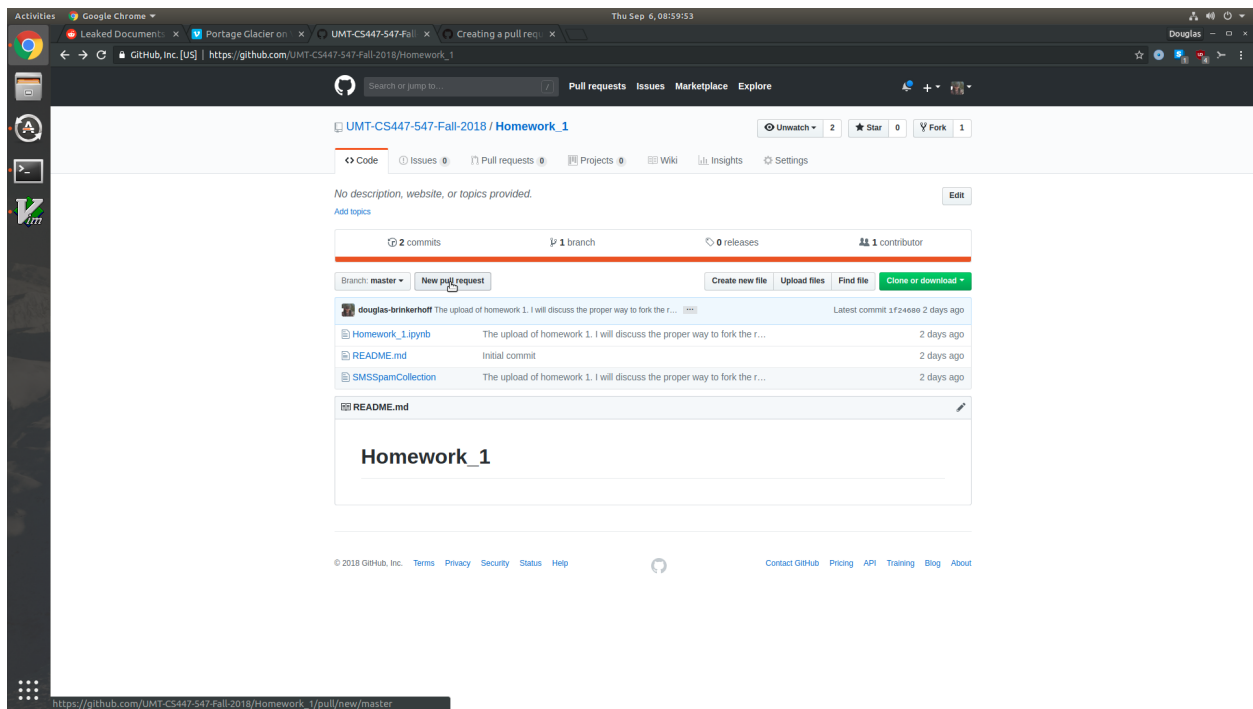 Activities Google Chrome Thu Sep 6, 08:59:53
Leaked Documents × Portage Glacier on × UMT-CS447-547-Fall × Creating a pull requ × Douglas
GitHub, Inc. [US] | https://github.com/UMT-CS447-547-Fall-2018/Homework_1
Search or jump to... / Pull requests Issues Marketplace Explore
UMT-CS447-547-Fall-2018 / Homework_1 Unwatch 2 Star 0 Fork 1
Code Issues 0 Pull requests 0 Projects 0 Wiki Insights Settings
No description, website, or topics provided. Edit
Add topics
2 commits 1 branch 0 releases 1 contributor
Branch: master New pull request Create new file Upload files Find file Clone or download
douglas-brinkerhoff The upload of homework 1. I will discuss the proper way to fork the r… ... Latest commit 1f24680 2 days ago
Homework_1.ipynb The upload of homework 1. I will discuss the proper way to fork the r… 2 days ago
README.md Initial commit 2 days ago
SMSSpamCollection The upload of homework 1. I will discuss the proper way to fork the r… 2 days ago
README.md
Homework_1
© 2018 GitHub, Inc. Terms Privacy Security Status Help Contact GitHub Pricing API Training Blog About
https://github.com/UMT-CS447-547-Fall-2018/Homework_1/pull/new/master